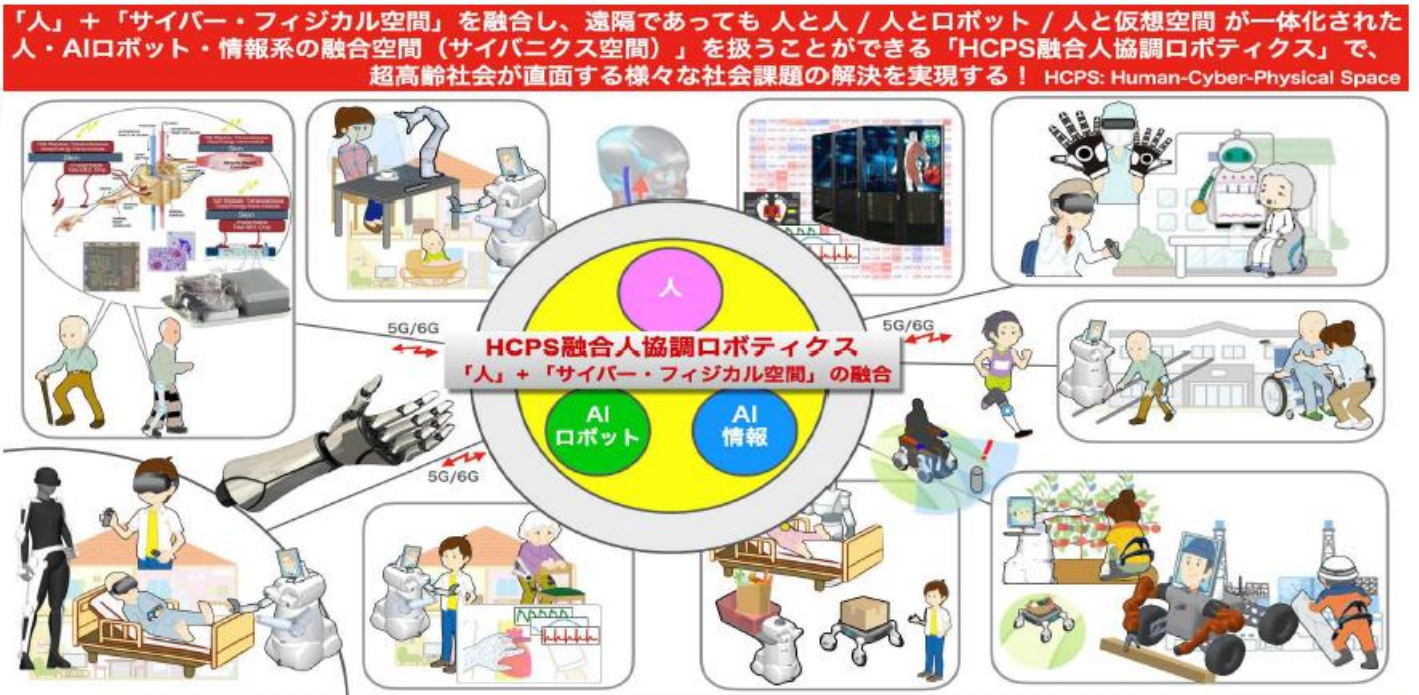 「人」+「サイバー・フィジカル空間」を融合し、遠隔であっても 人と人 / 人とロボット / 人と仮想空間 が一体化された
人・AIロボット・情報系の融合空間（サイバニクス空間）」を扱うことができる「HCPS融合人協調ロボティクス」で、
超高齢社会が直面する様々な社会課題の解決を実現する！ HCPS: Human-Cyber-Physical Space
Skin
Skin
Skin
人
5G/6G
5G/6G
HCPS融合人協調ロボティクス
「人」+「サイバー・フィジカル空間」の融合
AI
ロボット
AI
情報
5G/6G
!